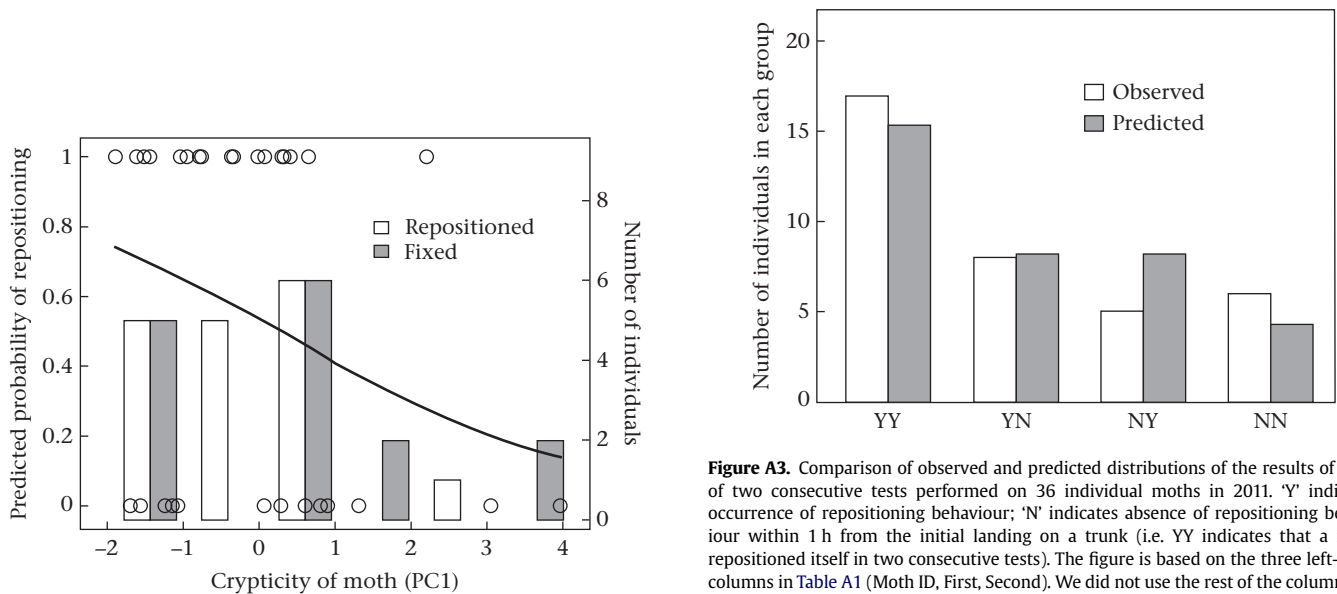 Predicted probability of repositioning
1
0.8
0.6
0.4
0.2
0
Repositioned
Fixed
8
6
4
2
0
Number of individuals
–2 –1 0 1 2 3 4
Crypticity of moth (PC1)
Number of individuals in each group
20
15
10
5
0
Observed
Predicted
YY YN NY NN
Figure A3. Comparison of observed and predicted distributions of the results of
of two consecutive tests performed on 36 individual moths in 2011. ‘Y’ indi
occurrence of repositioning behaviour; ‘N’ indicates absence of repositioning be
iour within 1 h from the initial landing on a trunk (i.e. YY indicates that a
repositioned itself in two consecutive tests). The figure is based on the three left-
columns in Table A1 (Moth ID, First, Second). We did not use the rest of the colum